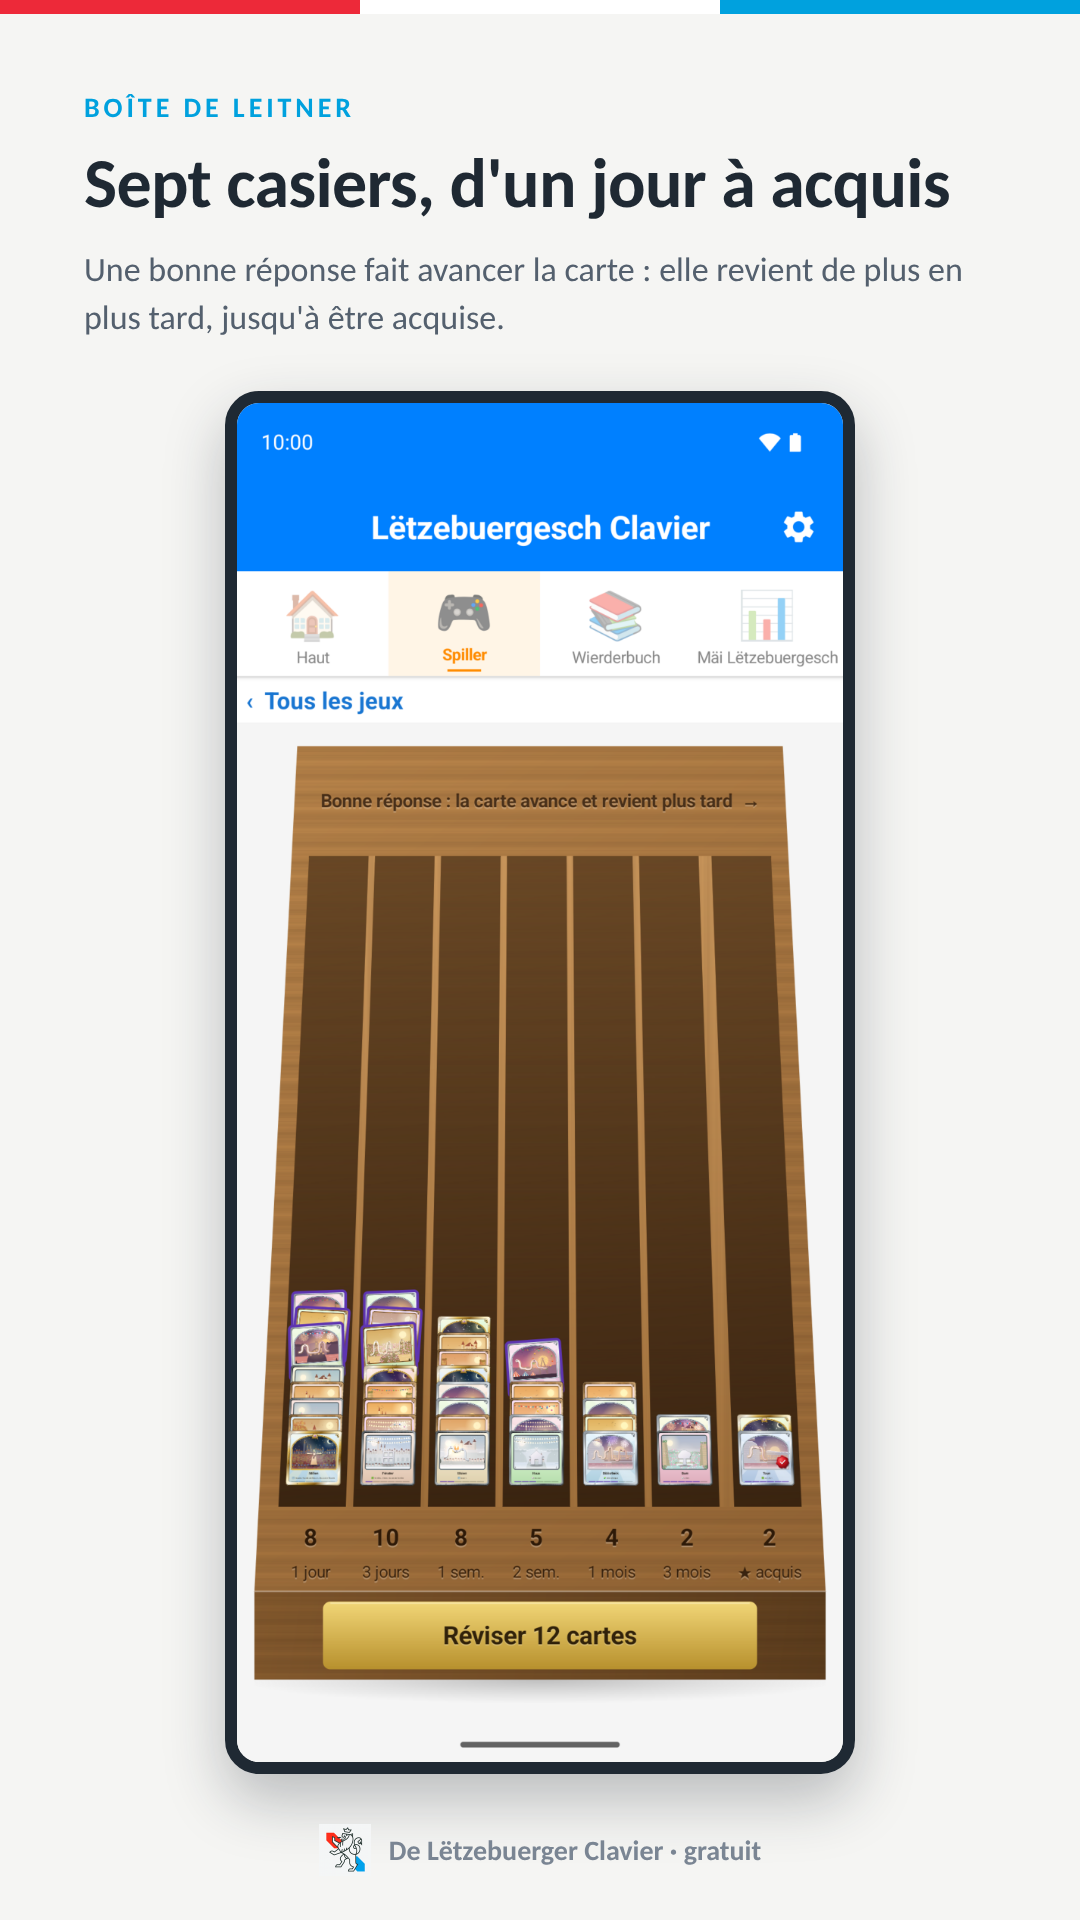 BOÎTE DE LEITNER
Sept casiers, d'un jour à acquis
Une bonne réponse fait avancer la carte : elle revient de plus en
plus tard, jusqu'à être acquise.
10:00
Lëtzebuergesch Clavier
Haut
Spiller
Wierderbuch
Mäi Lëtzebuergesch
‹ Tous les jeux
Bonne réponse : la carte avance et revient plus tard →
8 10 8 5 4 2 2
1 jour 3 jours 1 sem. 2 sem. 1 mois 3 mois ★ acquis
Réviser 12 cartes
De Lëtzebuerger Clavier · gratuit